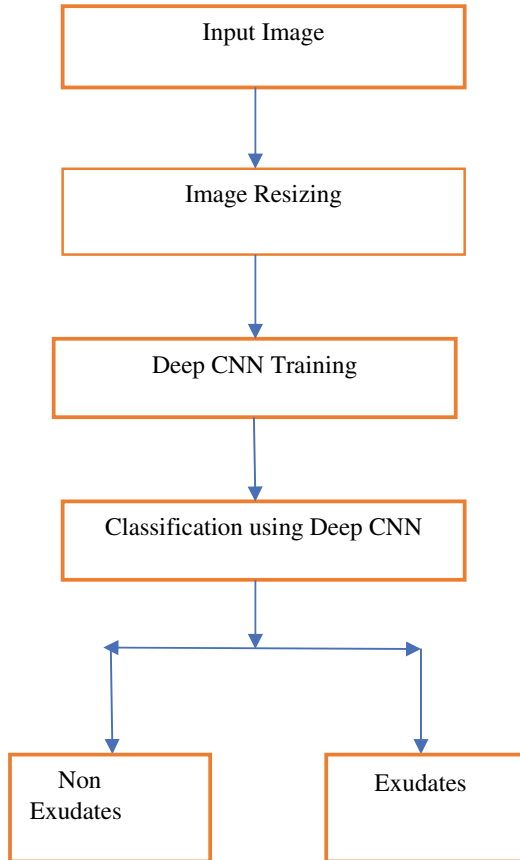 Input Image
Image Resizing
Deep CNN Training
Classification using Deep CNN
Non
Exudates
Exudates